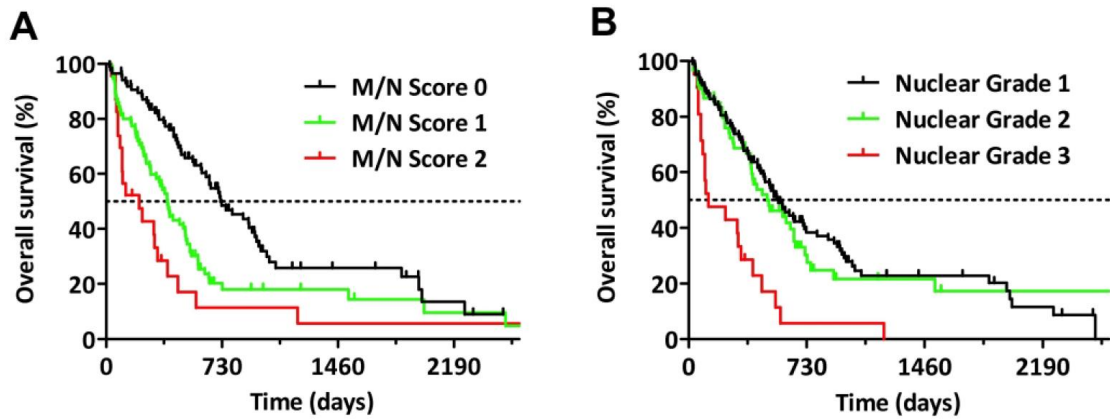 A
Overall survival (%)
100
80
60
40
20
0
M/N Score 0
M/N Score 1
M/N Score 2
0 730 1460 2190
Time (days)
B
Overall survival (%)
100
80
60
40
20
0
Nuclear Grade 1
Nuclear Grade 2
Nuclear Grade 3
0 730 1460 2190
Time (days)